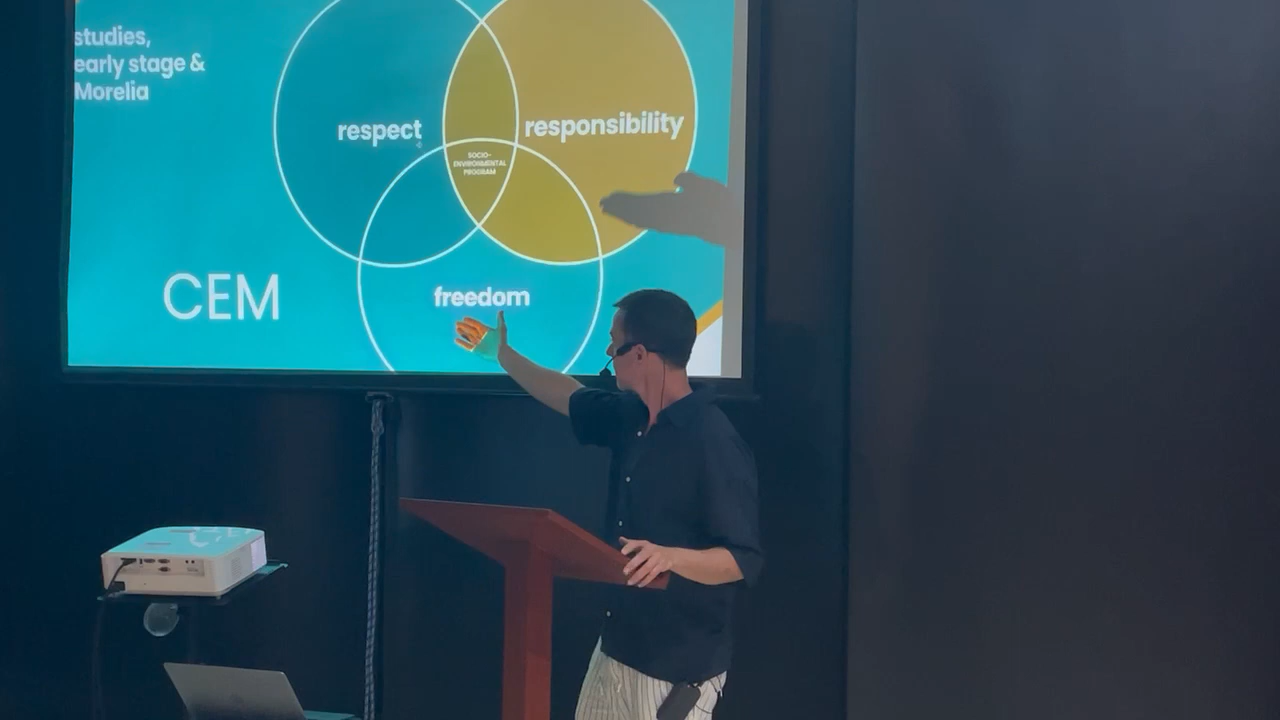 studies,
early stage &
Morelia
respect
responsibility
SOCIO-
ENVIRONMENTAL
PROGRAM
CEM
freedom